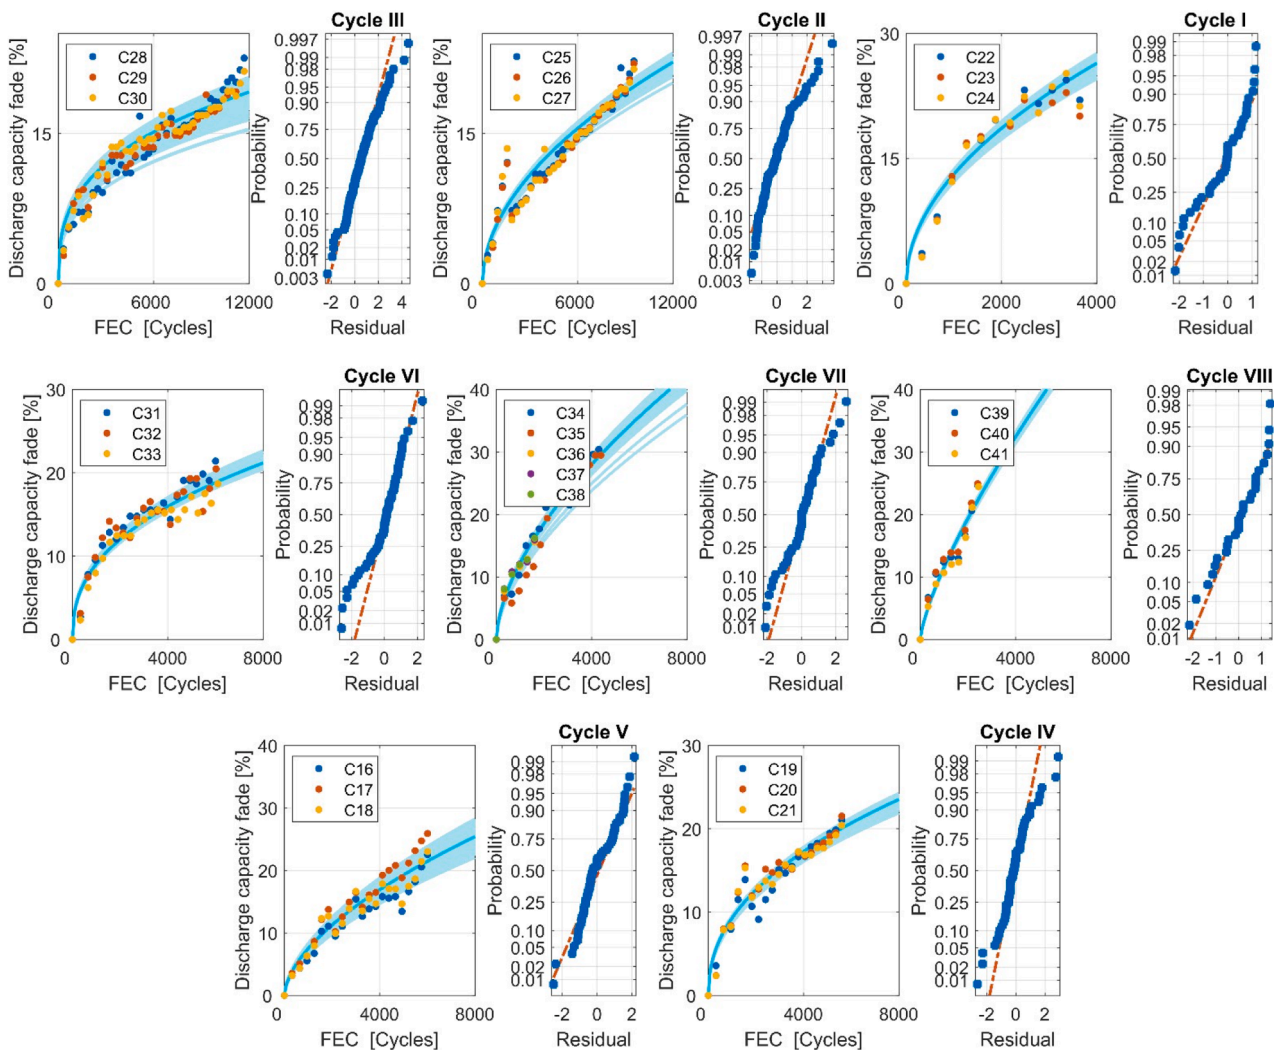 Cycle III
Discharge capacity fade [%]
15
0
C28
C29
C30
0 6000 12000
FEC [Cycles]
Probability
0.997
0.99
0.98
0.95
0.90
0.75
0.50
0.25
0.10
0.05
0.02
0.01
0.003
-2 0 2 4
Residual
Cycle II
Discharge capacity fade [%]
15
0
C25
C26
C27
0 6000 12000
FEC [Cycles]
Probability
0.997
0.99
0.98
0.95
0.90
0.75
0.50
0.25
0.10
0.05
0.02
0.01
0.003
-2 0 2
Residual
Cycle I
Discharge capacity fade [%]
30
15
0
C22
C23
C24
0 2000 4000
FEC [Cycles]
Probability
0.99
0.98
0.95
0.90
0.75
0.50
0.25
0.10
0.05
0.02
0.01
-2 -1 0 1
Residual
Cycle VI
Discharge capacity fade [%]
30
20
10
0
C31
C32
C33
0 4000 8000
FEC [Cycles]
Probability
0.99
0.98
0.95
0.90
0.75
0.50
0.25
0.10
0.05
0.02
0.01
-2 0 2
Residual
Cycle VII
Discharge capacity fade [%]
40
30
20
10
0
C34
C35
C36
C37
C38
0 4000 8000
FEC [Cycles]
Probability
0.99
0.98
0.95
0.90
0.75
0.50
0.25
0.10
0.05
0.02
0.01
-2 0 2
Residual
Cycle VIII
Discharge capacity fade [%]
40
30
20
10
0
C39
C40
C41
0 4000 8000
FEC [Cycles]
Probability
0.99
0.98
0.95
0.90
0.75
0.50
0.25
0.10
0.05
0.02
0.01
-2 -1 0 1
Residual
Cycle V
Discharge capacity fade [%]
40
30
20
10
0
C16
C17
C18
0 4000 8000
FEC [Cycles]
Probability
0.99
0.98
0.95
0.90
0.75
0.50
0.25
0.10
0.05
0.02
0.01
-2 0 2
Residual
Cycle IV
Discharge capacity fade [%]
30
20
10
0
C19
C20
C21
0 4000 8000
FEC [Cycles]
Probability
0.99
0.98
0.95
0.90
0.75
0.50
0.25
0.10
0.05
0.02
0.01
-2 0 2
Residual